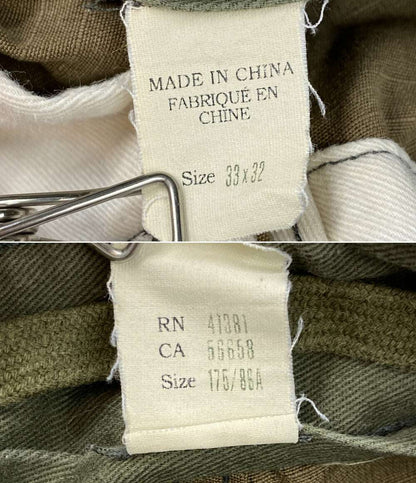 MADE IN CHINA
FABRIQUÉ EN
CHINE
Size 33x32
RN 41381
CA 56658
Size 175/86A